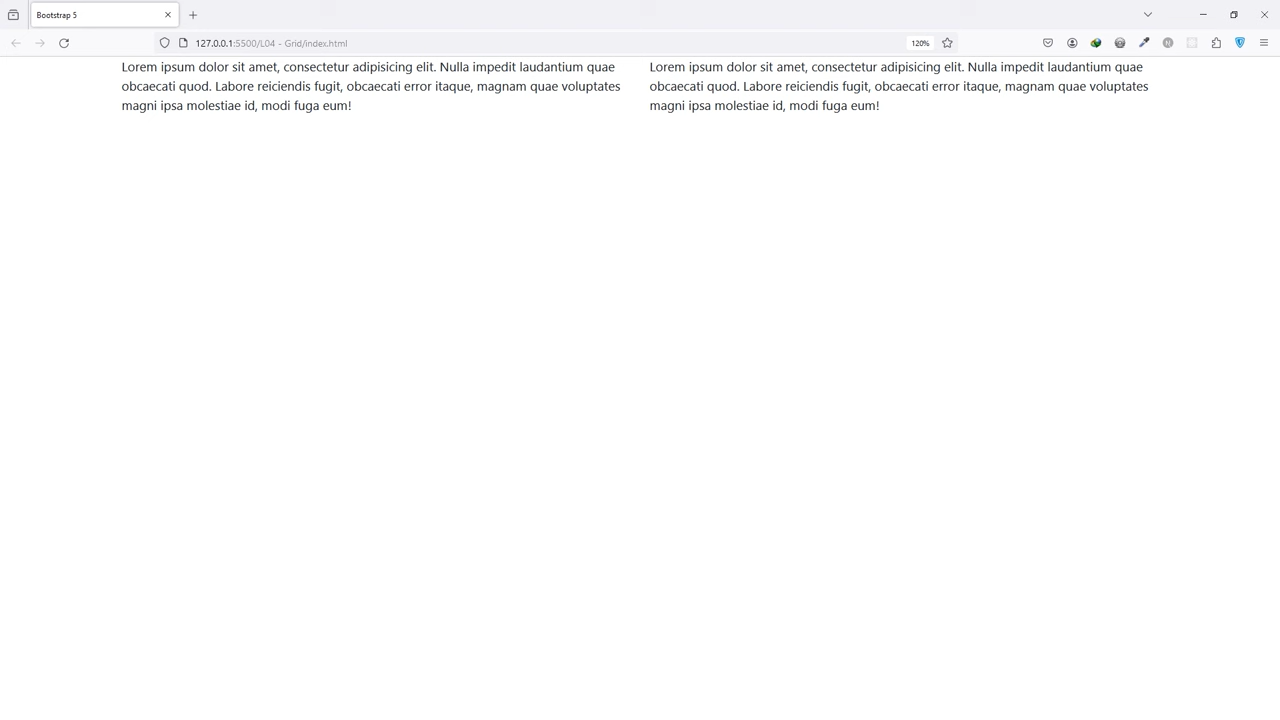 Bootstrap 5
127.0.0.1:5500/L04 - Grid/index.html
120%
Lorem ipsum dolor sit amet, consectetur adipisicing elit. Nulla impedit laudantium quae
obcaecati quod. Labore reiciendis fugit, obcaecati error itaque, magnam quae voluptates
magni ipsa molestiae id, modi fuga eum!
Lorem ipsum dolor sit amet, consectetur adipisicing elit. Nulla impedit laudantium quae
obcaecati quod. Labore reiciendis fugit, obcaecati error itaque, magnam quae voluptates
magni ipsa molestiae id, modi fuga eum!